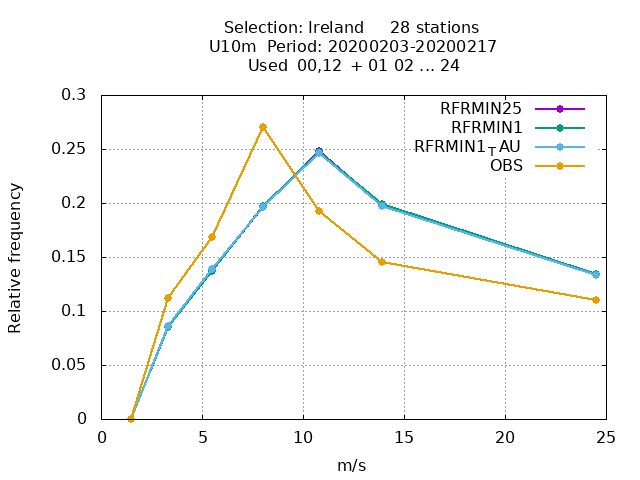 Selection: Ireland 28 stations
U10m Period: 20200203-20200217
Used 00,12 + 01 02 ... 24
RFRMIN25
RFRMIN1
RFRMIN1TAU
OBS
0.3
0.25
0.2
0.15
0.1
0.05
0
Relative frequency
0 5 10 15 20 25
m/s